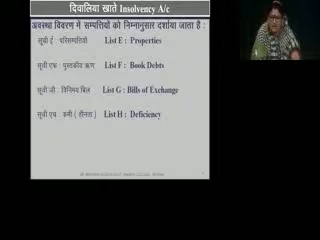 दिवालिया खाते Insolvency A/c
अवस्था विवरण में सम्पत्तियों को निम्नानुसार दर्शाया जाता है :
सूची ई : परिसम्पत्तियाँ List E : Properties
सूची एफ : पुस्तकीय ऋण List F : Book Debts
सूची जी : विनिमय बिल List G : Bills of Exchange
सूची एच : कमी ( हीनता ) List H : Deficiency